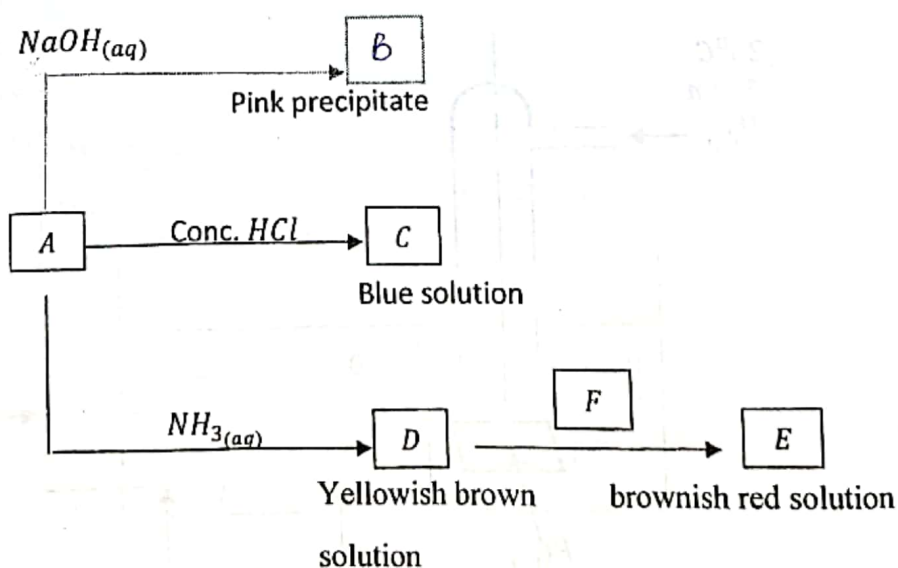 NaOH(aq)
B
Pink precipitate
A
Conc. HCl
C
Blue solution
F
NH3(aq)
D
E
Yellowish brown
solution
brownish red solution